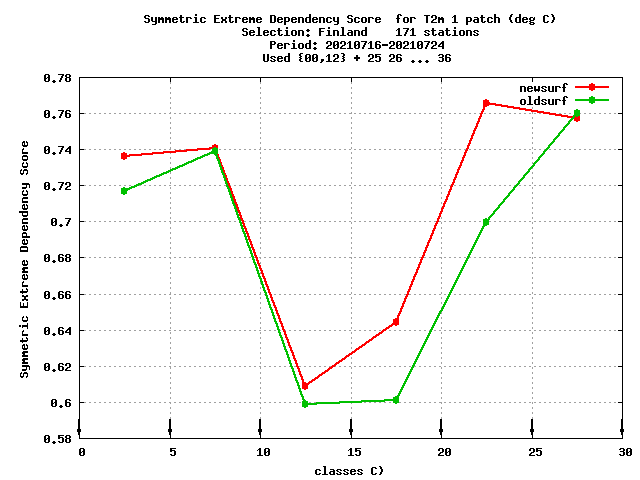 Symmetric Extreme Dependency Score  for T2m 1 patch (deg C)
Selection: Finland    171 stations
Period: 20210716-20210724
Used {00,12} + 25 26 ... 36
newsurf
oldsurf
Symmetric Extreme Dependency Score
0.78
0.76
0.74
0.72
0.7
0.68
0.66
0.64
0.62
0.6
0.58
0 5 10 15 20 25 30
classes C)